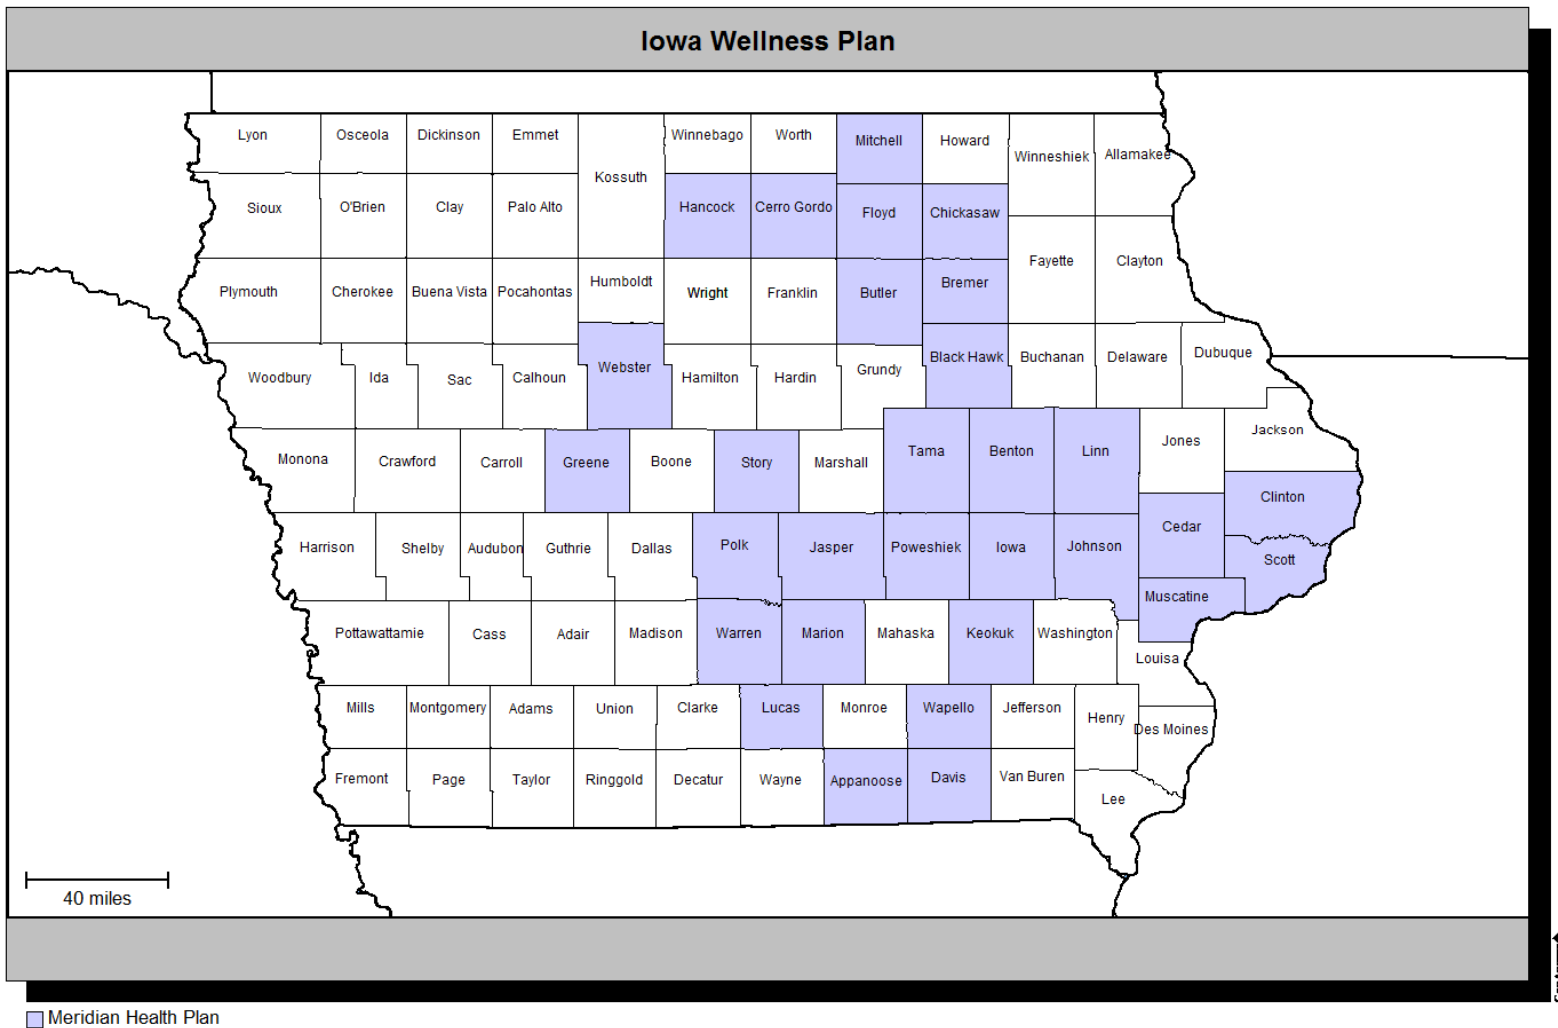 Iowa Wellness Plan
Lyon
Osceola
Dickinson
Emmet
Kossuth
Winnebago
Worth
Mitchell
Howard
Winneshiek
Allamakee
Sioux
O'Brien
Clay
Palo Alto
Hancock
Cerro Gordo
Floyd
Chickasaw
Fayette
Clayton
Plymouth
Cherokee
Buena Vista
Pocahontas
Humboldt
Wright
Franklin
Butler
Bremer
Woodbury
Ida
Sac
Calhoun
Webster
Hamilton
Hardin
Grundy
Black Hawk
Buchanan
Delaware
Dubuque
Monona
Crawford
Carroll
Greene
Boone
Story
Marshall
Tama
Benton
Linn
Jones
Jackson
Clinton
Cedar
Harrison
Shelby
Audubon
Guthrie
Dallas
Polk
Jasper
Poweshiek
Iowa
Johnson
Scott
Muscatine
Pottawattamie
Cass
Adair
Madison
Warren
Marion
Mahaska
Keokuk
Washington
Louisa
Mills
Montgomery
Adams
Union
Clarke
Lucas
Monroe
Wapello
Jefferson
Henry
Des Moines
Fremont
Page
Taylor
Ringgold
Decatur
Wayne
Appanoose
Davis
Van Buren
Lee
40 miles
Meridian Health Plan